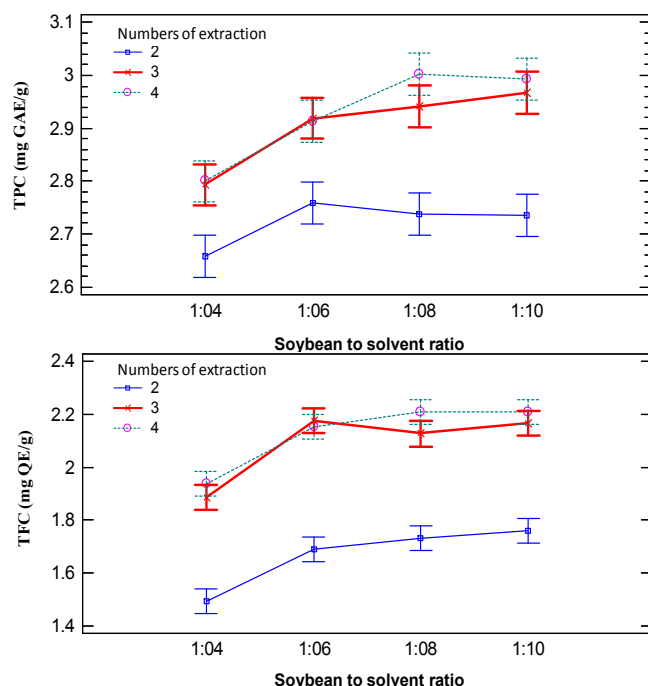 Numbers of extraction
2
3
4
TPC (mg GAE/g)
3.1
3
2.9
2.8
2.7
2.6
1:04 1:06 1:08 1:10
Soybean to solvent ratio
Numbers of extraction
2
3
4
TFC (mg QE/g)
2.4
2.2
2
1.8
1.6
1.4
1:04 1:06 1:08 1:10
Soybean to solvent ratio